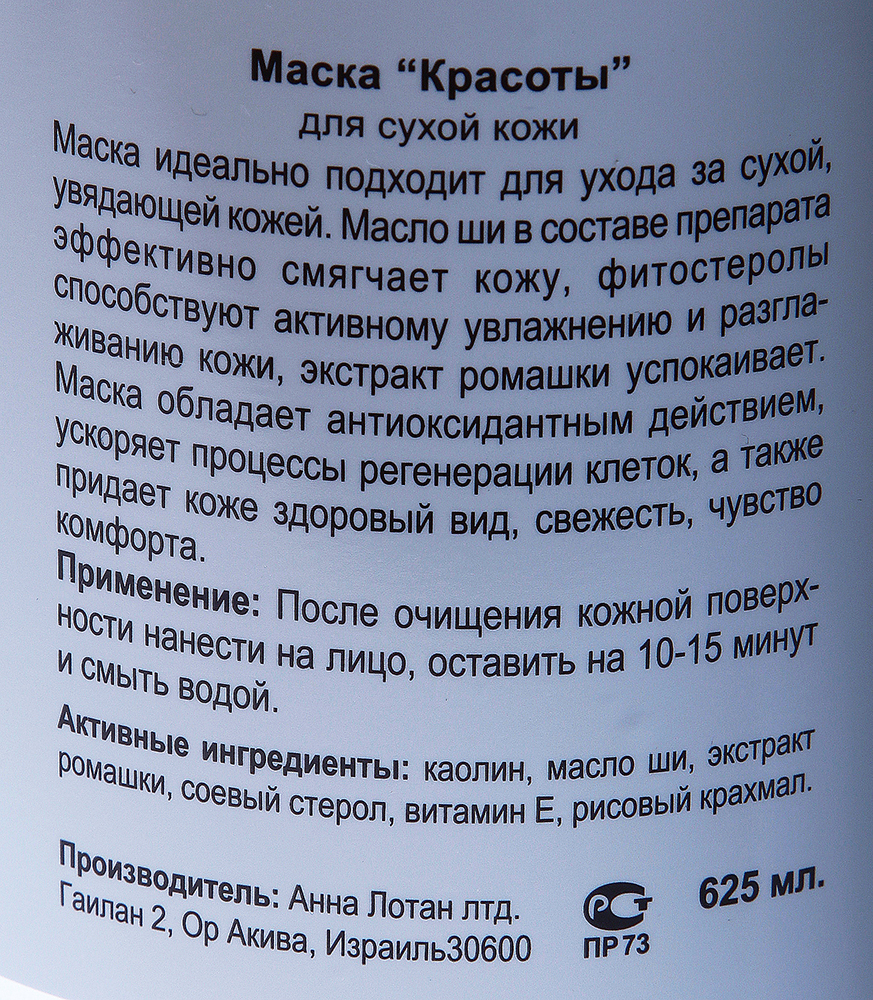 Маска “Красоты”
для сухой кожи
Маска идеально подходит для ухода за сухой,
увядающей кожей. Масло ши в составе препарата
эффективно смягчает кожу, фитостеролы
способствуют активному увлажнению и разгла-
живанию кожи, экстракт ромашки успокаивает.
Маска обладает антиоксидантным действием,
ускоряет процессы регенерации клеток, а также
придает коже здоровый вид, свежесть, чувство
комфорта.
Применение: После очищения кожной поверх-
ности нанести на лицо, оставить на 10-15 минут
и смыть водой.
Активные ингредиенты: каолин, масло ши, экстракт
ромашки, соевый стерол, витамин Е, рисовый крахмал.
Производитель: Анна Лотан лтд.
Гаилан 2, Ор Акива, Израиль30600
РСТ
ПР 73
625 мл.